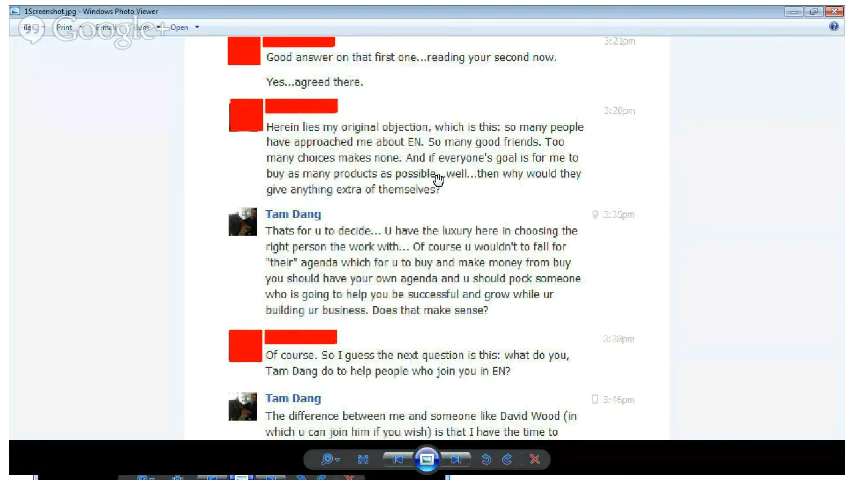 1Screenshot.jpg - Windows Photo Viewer
Print
Open
Google+
3:21pm
Good answer on that first one...reading your second now.
Yes...agreed there.
3:28pm
Herein lies my original objection, which is this: so many people
have approached me about EN. So many good friends. Too
many choices makes none. And if everyone's goal is for me to
buy as many products as possible...well...then why would they
give anything extra of themselves?
Tam Dang
3:35pm
Thats for u to decide... U have the luxury here in choosing the
right person the work with... Of course u wouldn't to fall for
"their" agenda which for u to buy and make money from buy
you should have your own agenda and u should pock someone
who is going to help you be successful and grow while ur
building ur business. Does that make sense?
3:38pm
Of course. So I guess the next question is this: what do you,
Tam Dang do to help people who join you in EN?
Tam Dang
3:46pm
The difference between me and someone like David Wood (in
which u can join him if you wish) is that I have the time to